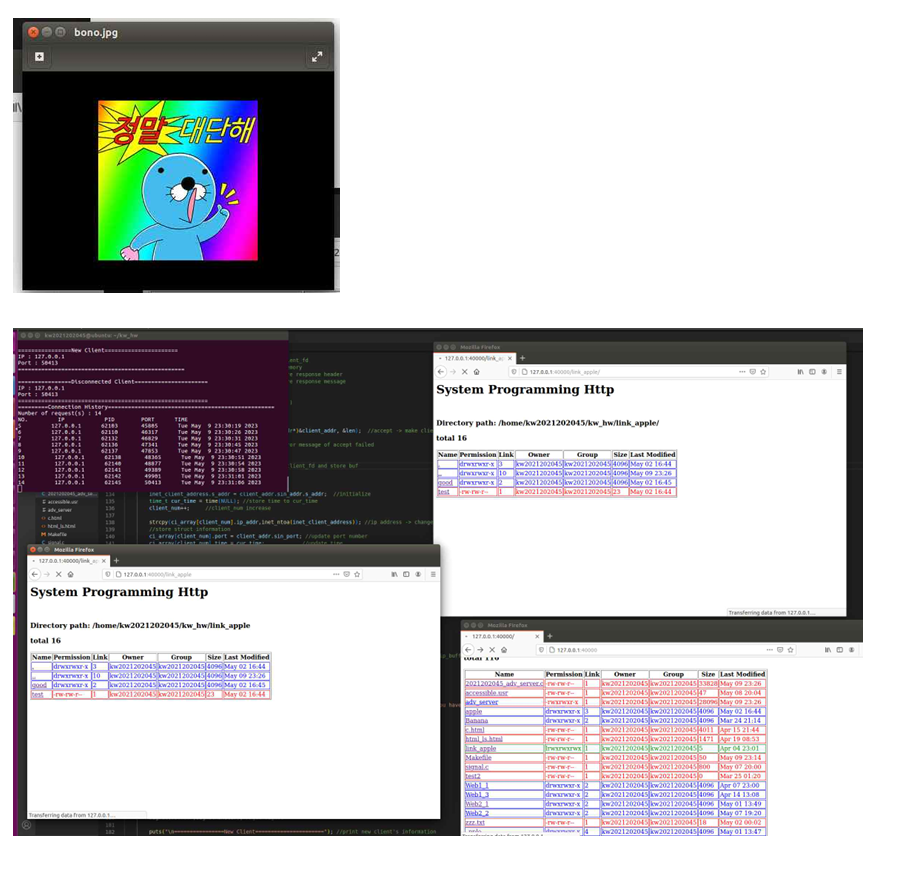 bono.jpg
정말 대단해
kw2021202045@ubuntu: ~/kw_hw
================New Client======================
IP : 127.0.0.1
Port : 50413
================Disconnected Client======================
IP : 127.0.0.1
Port : 50413
=========Connection History=========
Number of request(s) : 14
NO. IP PID PORT TIME
5 127.0.0.1 62103 45805 Tue May 9 23:30:19 2023
6 127.0.0.1 62110 46317 Tue May 9 23:30:26 2023
7 127.0.0.1 62132 46829 Tue May 9 23:30:31 2023
8 127.0.0.1 62136 47341 Tue May 9 23:30:45 2023
9 127.0.0.1 62137 47853 Tue May 9 23:30:47 2023
10 127.0.0.1 62138 48365 Tue May 9 23:30:51 2023
11 127.0.0.1 62140 48877 Tue May 9 23:30:54 2023
12 127.0.0.1 62141 49389 Tue May 9 23:30:58 2023
13 127.0.0.1 62142 49901 Tue May 9 23:31:01 2023
14 127.0.0.1 62145 50413 Tue May 9 23:31:06 2023
accessible.usr
adv_server
c.html
html_ls.html
Makefile
inet_client_address.s_addr = client_addr.sin_addr.s_addr; //initialize
time_t cur_time = time(NULL); //store time to cur_time
client_num++; //client_num increase
strcpy(ci_array[client_num].ip_addr,inet_ntoa(inet_client_address)); //ip address -> change
//store struct information
ci_array[client_num].port = client_addr.sin_port; //update port number
Mozilla Firefox
127.0.0.1:40000/link_ap
127.0.0.1:40000/link_apple/
System Programming Http
Directory path: /home/kw2021202045/kw_hw/link_apple/
total 16
Name Permission Link Owner Group Size Last Modified
. drwxrwxr-x 3 kw2021202045 kw2021202045 4096 May 02 16:44
.. drwxrwxr-x 10 kw2021202045 kw2021202045 4096 May 09 23:26
good drwxrwxr-x 2 kw2021202045 kw2021202045 4096 May 02 16:45
test -rw-rw-r-- 1 kw2021202045 kw2021202045 23 May 02 16:44
Transferring data from 127.0.0.1...
Mozilla Firefox
127.0.0.1:40000/link_ap
127.0.0.1:40000/link_apple
System Programming Http
Directory path: /home/kw2021202045/kw_hw/link_apple
total 16
Name Permission Link Owner Group Size Last Modified
. drwxrwxr-x 3 kw2021202045 kw2021202045 4096 May 02 16:44
.. drwxrwxr-x 10 kw2021202045 kw2021202045 4096 May 09 23:26
good drwxrwxr-x 2 kw2021202045 kw2021202045 4096 May 02 16:45
test -rw-rw-r-- 1 kw2021202045 kw2021202045 23 May 02 16:44
Transferring data from 127.0.0.1...
Mozilla Firefox
127.0.0.1:40000/
127.0.0.1:40000
total 116
Name Permission Link Owner Group Size Last Modified
2021202045_adv_server.c -rw-rw-r-- 1 kw2021202045 kw2021202045 33828 May 09 23:26
accessible.usr -rw-rw-r-- 1 kw2021202045 kw2021202045 47 May 08 20:04
adv_server -rwxrwxr-x 1 kw2021202045 kw2021202045 28096 May 09 23:26
apple drwxrwxr-x 3 kw2021202045 kw2021202045 4096 May 02 16:44
Banana drwxrwxr-x 2 kw2021202045 kw2021202045 4096 Mar 24 21:14
c.html -rw-rw-r-- 1 kw2021202045 kw2021202045 4011 Apr 15 21:44
html_ls.html -rw-rw-r-- 1 kw2021202045 kw2021202045 1471 Apr 19 08:53
link_apple lrwxrwxrwx 1 kw2021202045 kw2021202045 5 Apr 04 23:01
Makefile -rw-rw-r-- 1 kw2021202045 kw2021202045 50 May 09 23:14
signal.c -rw-rw-r-- 1 kw2021202045 kw2021202045 800 May 07 20:00
test2 -rw-rw-r-- 1 kw2021202045 kw2021202045 0 Mar 25 01:20
Web1_1 drwxrwxr-x 2 kw2021202045 kw2021202045 4096 Apr 07 23:00
Web1_3 drwxrwxr-x 2 kw2021202045 kw2021202045 4096 Apr 14 13:08
Web2_1 drwxrwxr-x 2 kw2021202045 kw2021202045 4096 May 01 13:49
Web2_2 drwxrwxr-x 2 kw2021202045 kw2021202045 4096 May 07 19:20
zzz.txt -rw-rw-r-- 1 kw2021202045 kw2021202045 18 May 02 00:02
puts("\n================New Client================"); //print new client's information